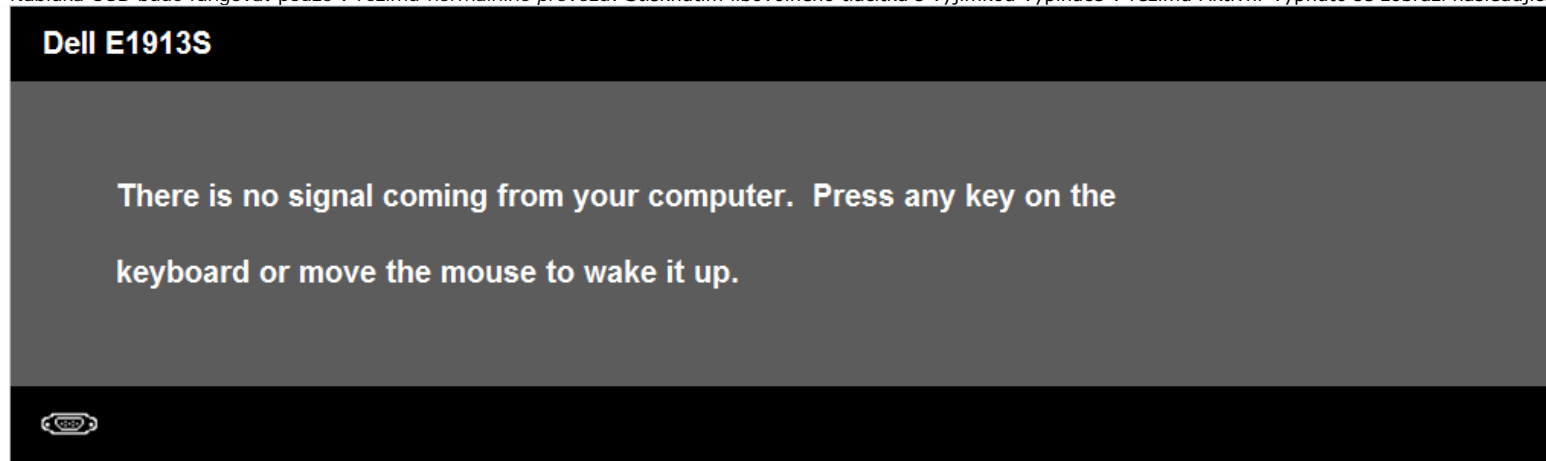 Dell E1913S
There is no signal coming from your computer.  Press any key on the
keyboard or move the mouse to wake it up.